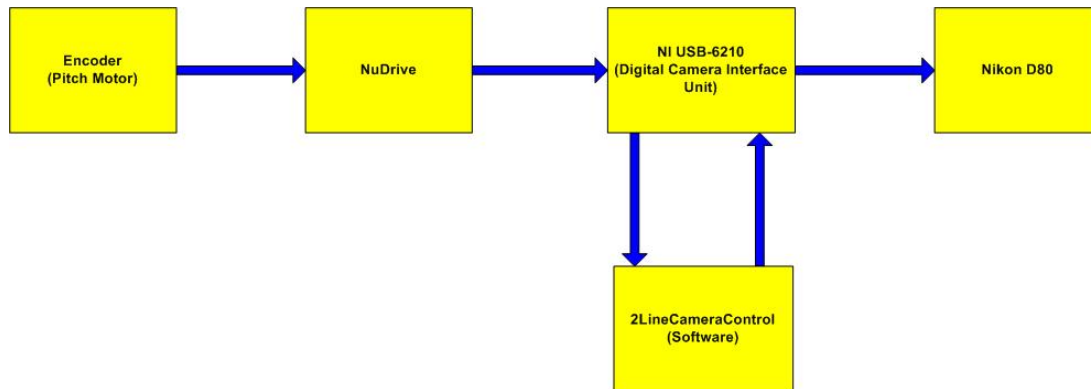 Encoder
(Pitch Motor)
NuDrive
NI USB-6210
(Digital Camera Interface
Unit)
Nikon D80
2LineCameraControl
(Software)